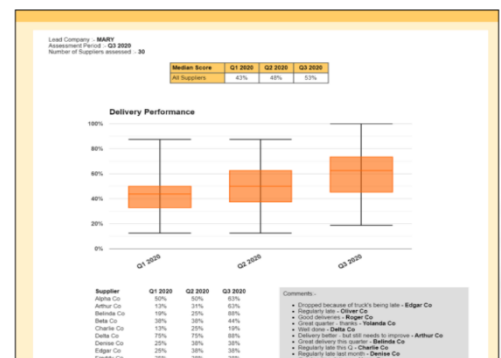 Lead Company :- MARY
Assessment Period :- Q3 2020
Number of Suppliers assessed :- 30
Median Score Q1 2020 Q2 2020 Q3 2020
All Suppliers 43% 48% 53%
Delivery Performance
100%
80%
60%
40%
20%
0%
Q1 2020 Q2 2020 Q3 2020
Supplier Q1 2020 Q2 2020 Q3 2020
Alpha Co 50% 50% 63%
Arthur Co 13% 31% 63%
Belinda Co 19% 25% 88%
Beta Co 38% 38% 44%
Charlie Co 13% 25% 19%
Delta Co 75% 75% 88%
Denise Co 25% 38% 38%
Edgar Co 25% 38% 38%
Comments:-
Dropped because of truck's being late - Edgar Co
Regularly late - Oliver Co
Good deliveries - Roger Co
Great quarter - thanks - Yolanda Co
Well done - Delta Co
Delivery better - but still needs to improve - Arthur Co
Great delivery this quarter - Belinda Co
Regularly late this Q - Charlie Co
Regularly late last month - Denise Co